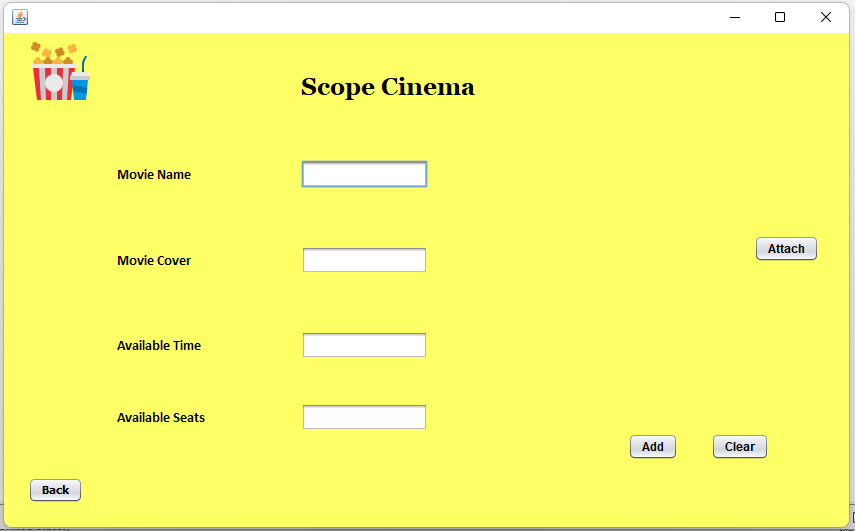 Scope Cinema
Movie Name
Movie Cover
Attach
Available Time
Available Seats
Add
Clear
Back